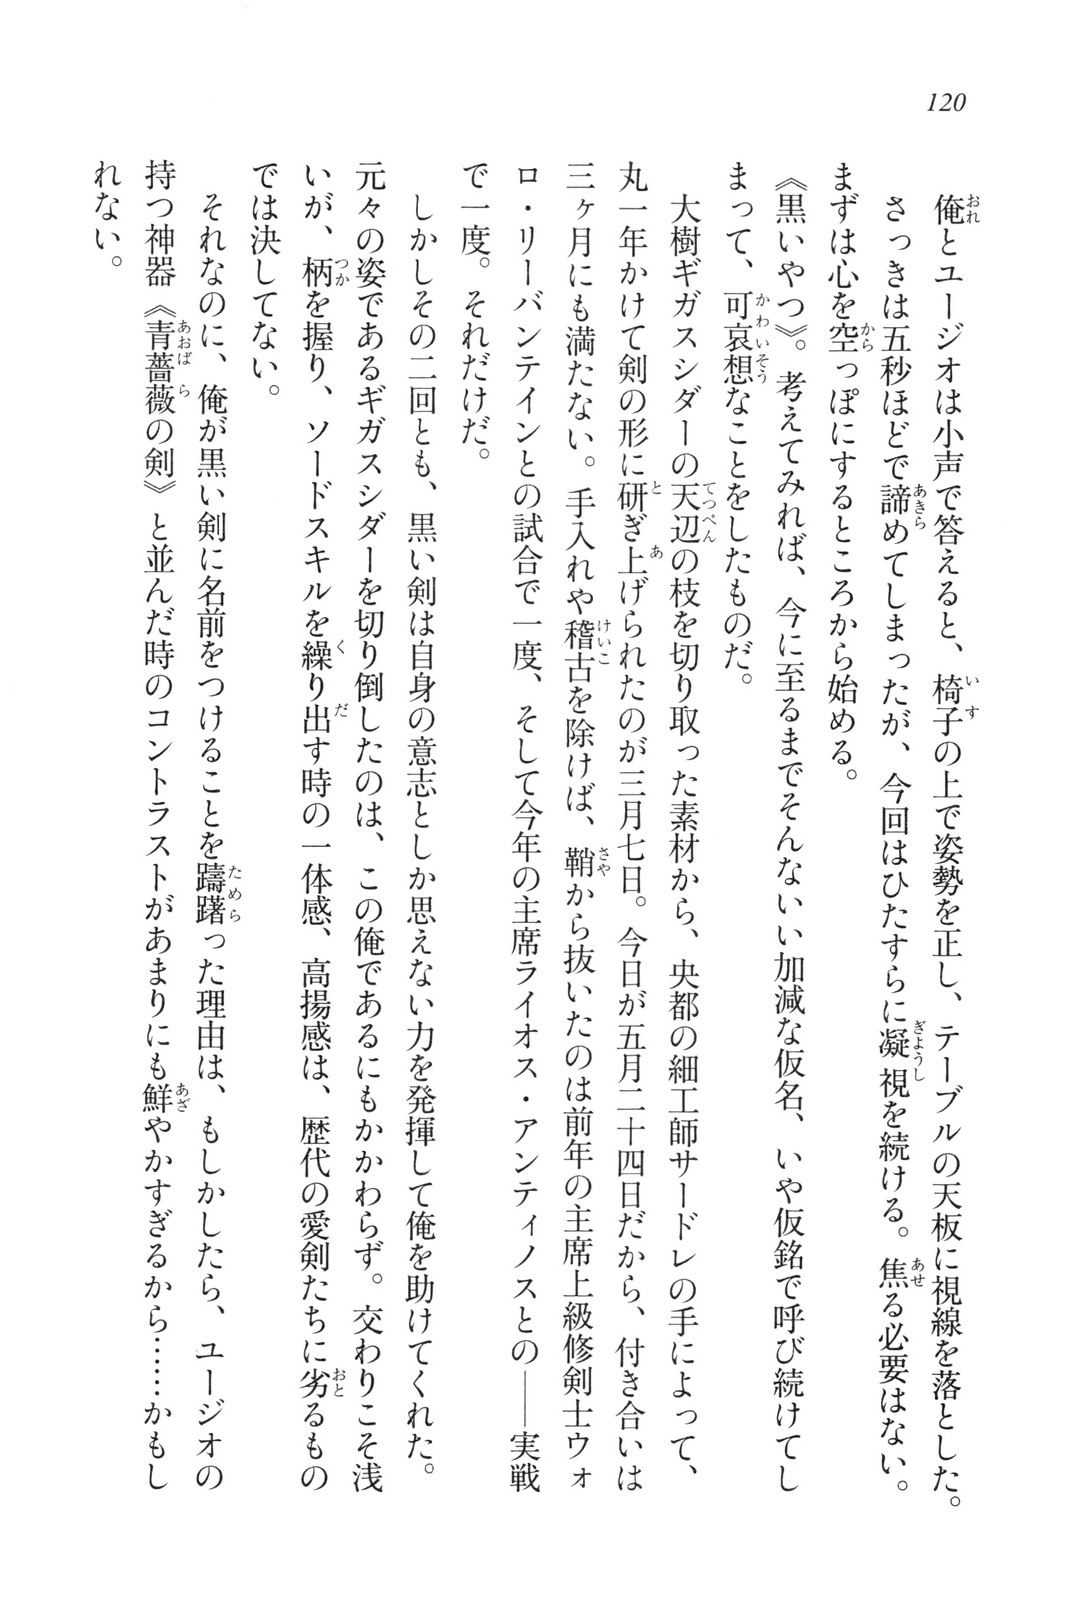 120
俺とユージオは小声で答えると、椅子の上で姿勢を正し、テーブルの天板に視線を落とした。
さっきは五秒ほどで諦めてしまったが、今回はひたすらに凝視を続ける。焦る必要はない。
まずは心を空っぽにするところから始める。
《黒いやつ》。考えてみれば、今に至るまでそんないい加減な仮名、いや仮銘で呼び続けてし
まって、可哀想なことをしたものだ。
大樹ギガスシダーの天辺の枝を切り取った素材から、央都の細工師サードレの手によって、
丸一年かけて剣の形に研ぎ上げられたのが三月七日。今日が五月二十四日だから、付き合いは
三ヶ月にも満たない。手入れや稽古を除けば、鞘から抜いたのは前年の主席上級修剣士ウォ
ロ・リーバンテインとの試合で一度、そして今年の主席ライオス・アンティノスとの――実戦
で一度。それだけだ。
しかしその二回とも、黒い剣は自身の意志としか思えない力を発揮して俺を助けてくれた。
元々の姿であるギガスシダーを切り倒したのは、この俺であるにもかかわらず。交わりこそ浅
いが、柄を握り、ソードスキルを繰り出す時の一体感、高揚感は、歴代の愛剣たちに劣るもの
では決してない。
それなのに、俺が黒い剣に名前をつけることを躊躇った理由は、もしかしたら、ユージオの
持つ神器《青薔薇の剣》と並んだ時のコントラストがあまりにも鮮やかすぎるから……かもし
れない。